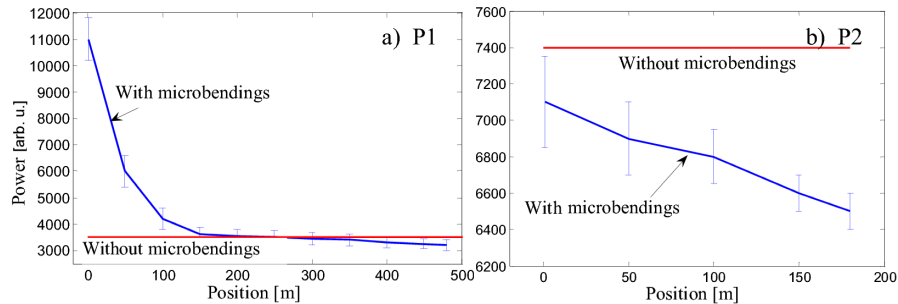 a) P1
12000
11000
10000
9000
8000
7000
6000
5000
4000
3000
Power [arb. u.]
With microbendings
Without microbendings
0 100 200 300 400 500
Position [m]
b) P2
7600
7400
7200
7000
6800
6600
6400
6200
Without microbendings
With microbendings
0 50 100 150 200
Position [m]